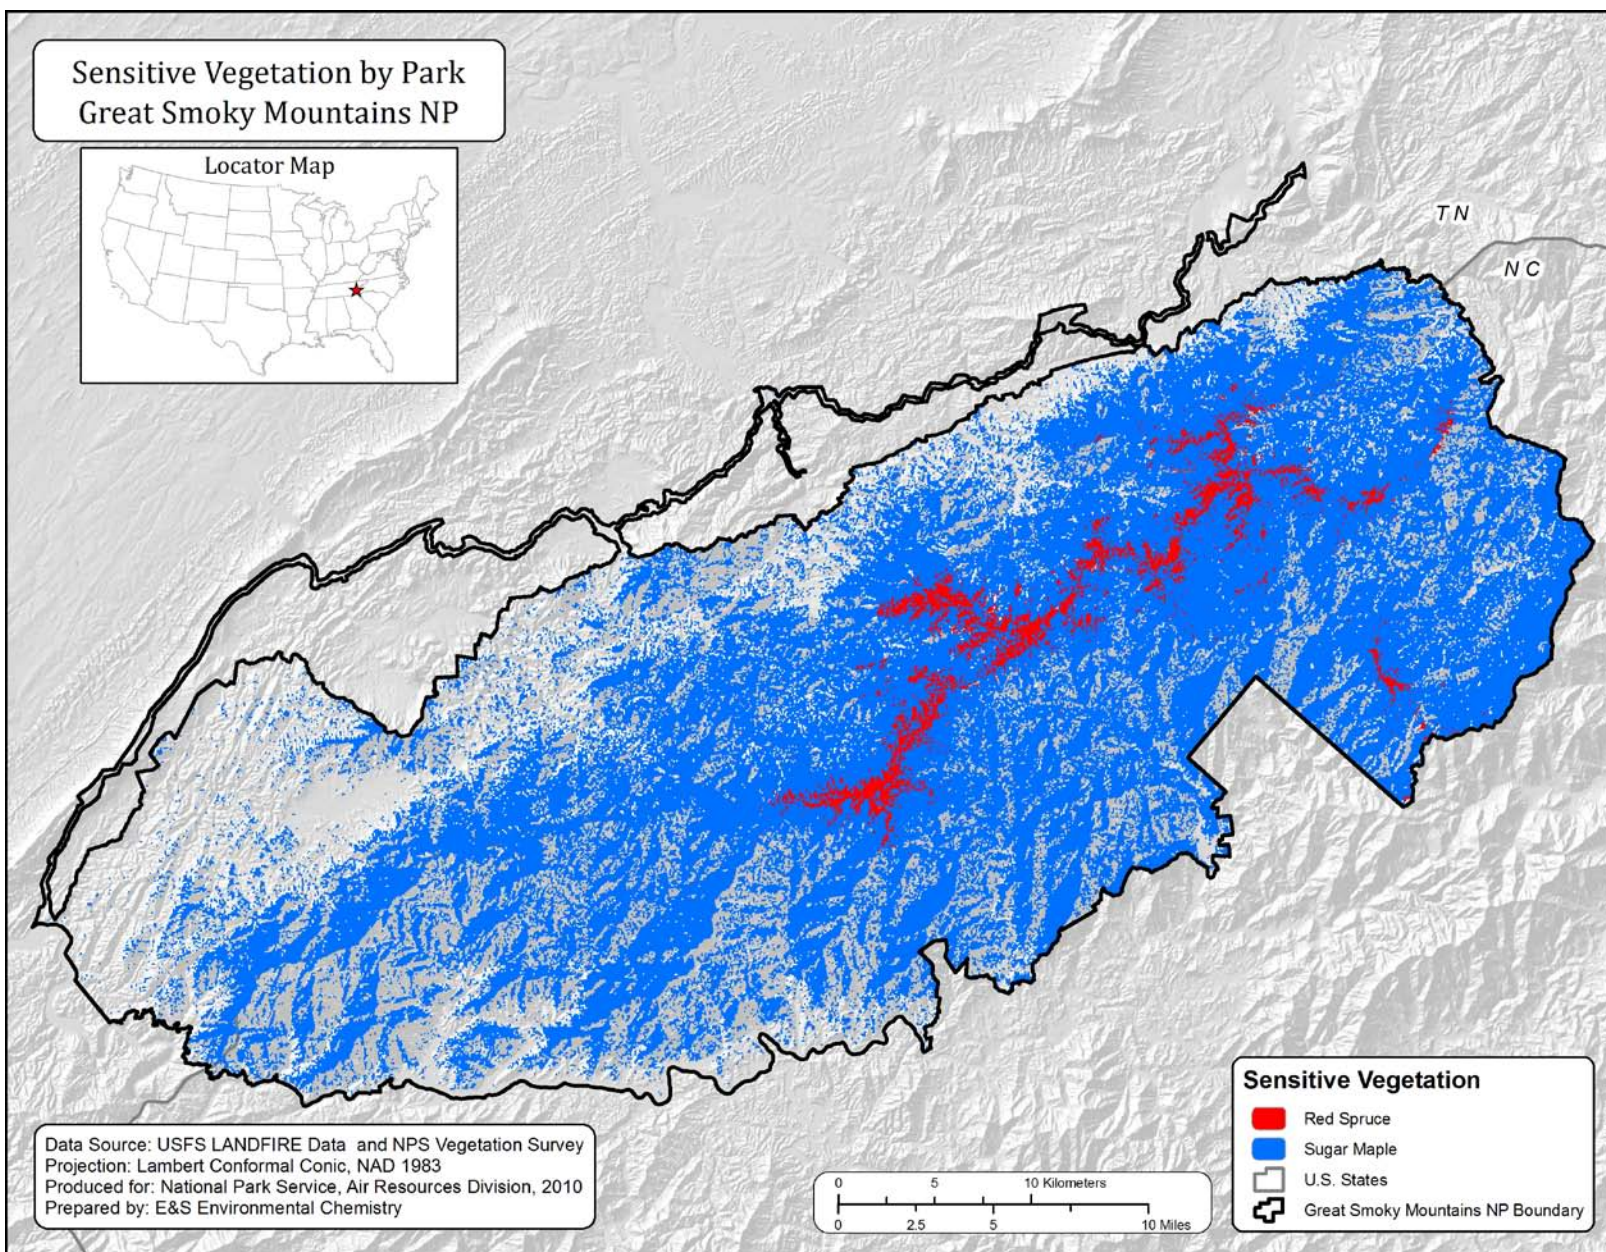 Sensitive Vegetation by Park
Great Smoky Mountains NP
Locator Map
TN
NC
Sensitive Vegetation
Red Spruce
Sugar Maple
U.S. States
Great Smoky Mountains NP Boundary
Data Source: USFS LANDFIRE Data and NPS Vegetation Survey
Projection: Lambert Conformal Conic, NAD 1983
Produced for: National Park Service, Air Resources Division, 2010
Prepared by: E&S Environmental Chemistry
0 5 10 Kilometers
0 2.5 5 10 Miles